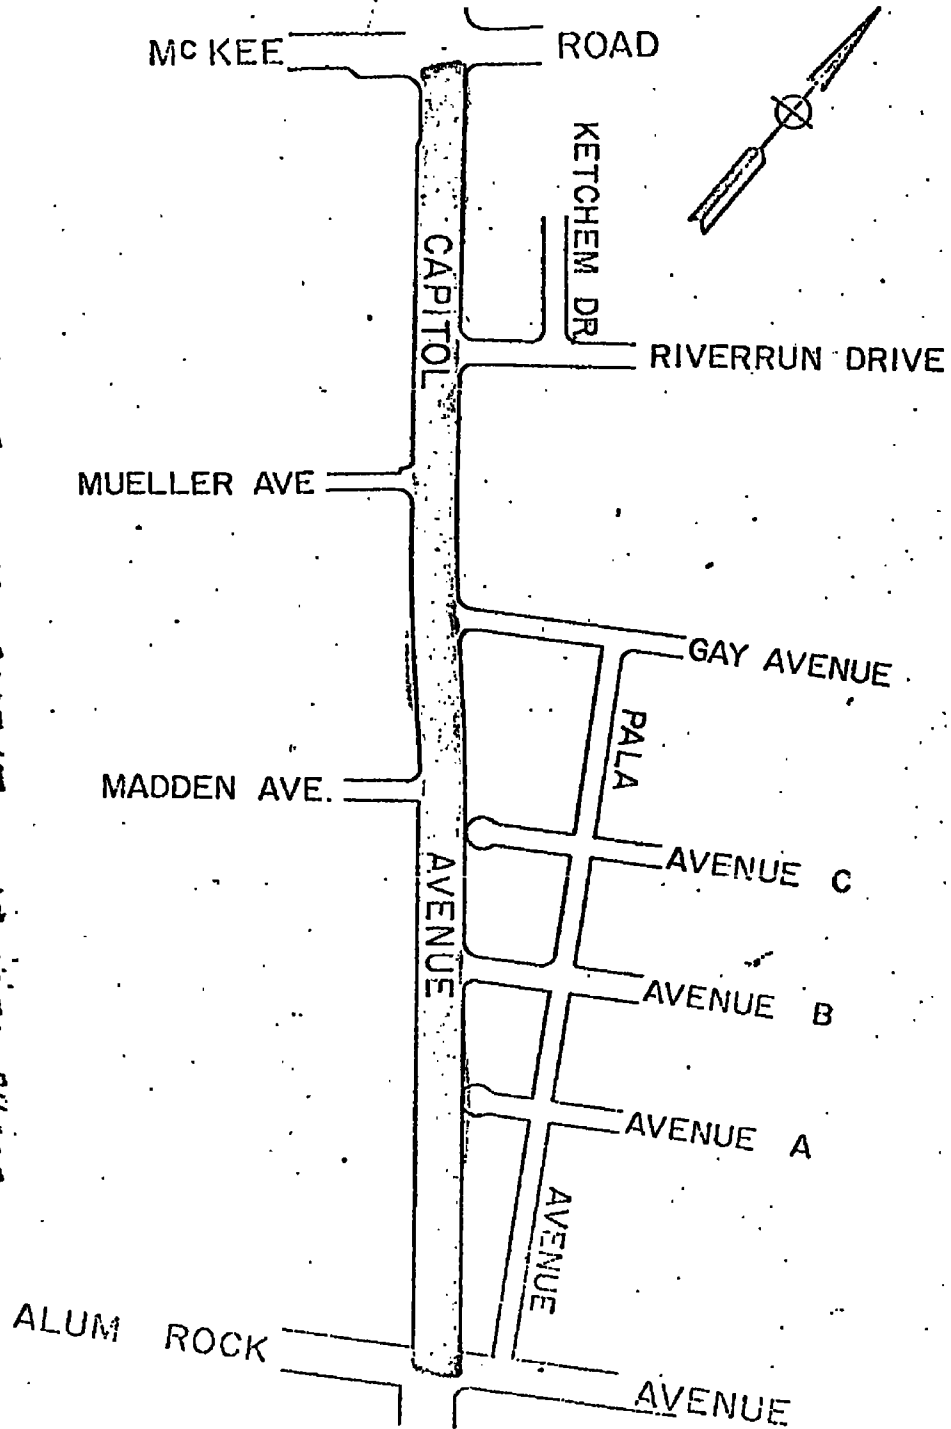 McKEE ROAD
KETCHEM DR
CAPITOL
RIVERRUN DRIVE
MUELLER AVE
GAY AVENUE
PALA
MADDEN AVE.
AVENUE C
AVENUE
AVENUE B
AVENUE A
AVENUE
ALUM ROCK
AVENUE